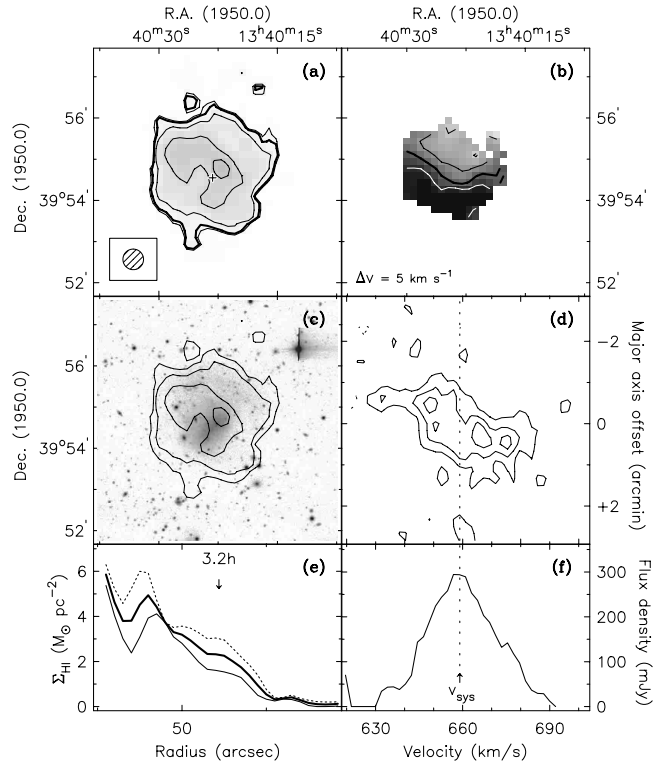 R.A. (1950.0)
R.A. (1950.0)
40ᵐ30ˢ
13ʰ40ᵐ15ˢ
40ᵐ30ˢ
13ʰ40ᵐ15ˢ
(a)
(b)
Dec. (1950.0)
56'
39°54'
52'
56'
39°54'
ΔV = 5 km s⁻¹
(c)
(d)
Dec. (1950.0)
56'
39°54'
52'
−2
0
+2
Major axis offset (arcmin)
(e)
(f)
3.2h
Σ_HI (M_⊙ pc⁻²)
6
4
2
0
50
Radius (arcsec)
V_sys
630
660
690
Velocity (km/s)
300
200
100
0
Flux density (mJy)